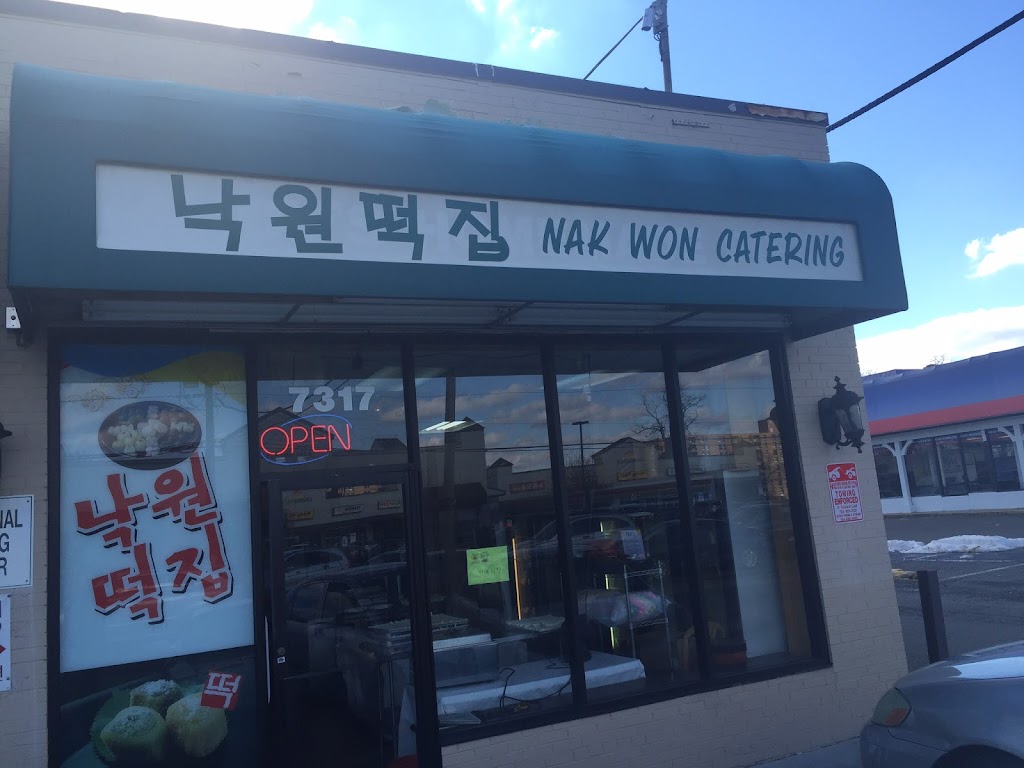 낙원떡집 NAK WON CATERING
7317
OPEN
낙원
떡집
떡
TOWING
ENFORCED